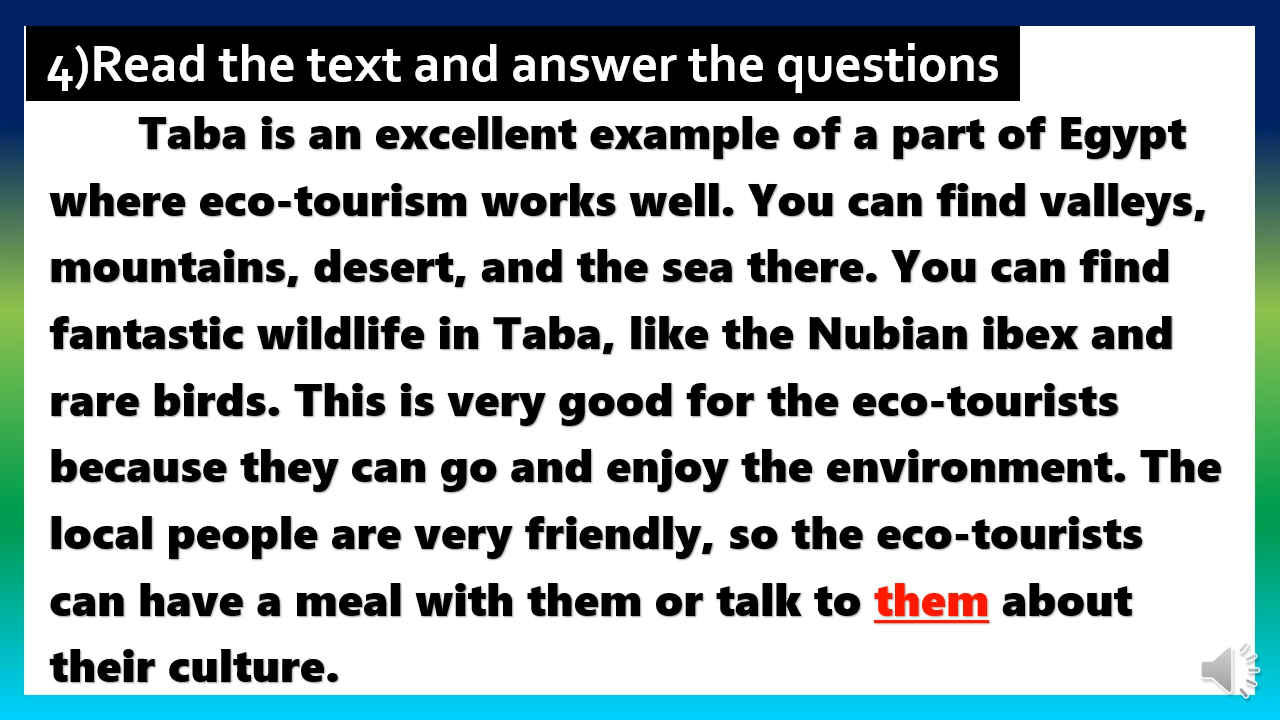 4)Read the text and answer the questions
Taba is an excellent example of a part of Egypt
where eco-tourism works well. You can find valleys,
mountains, desert, and the sea there. You can find
fantastic wildlife in Taba, like the Nubian ibex and
rare birds. This is very good for the eco-tourists
because they can go and enjoy the environment. The
local people are very friendly, so the eco-tourists
can have a meal with them or talk to them about
their culture.